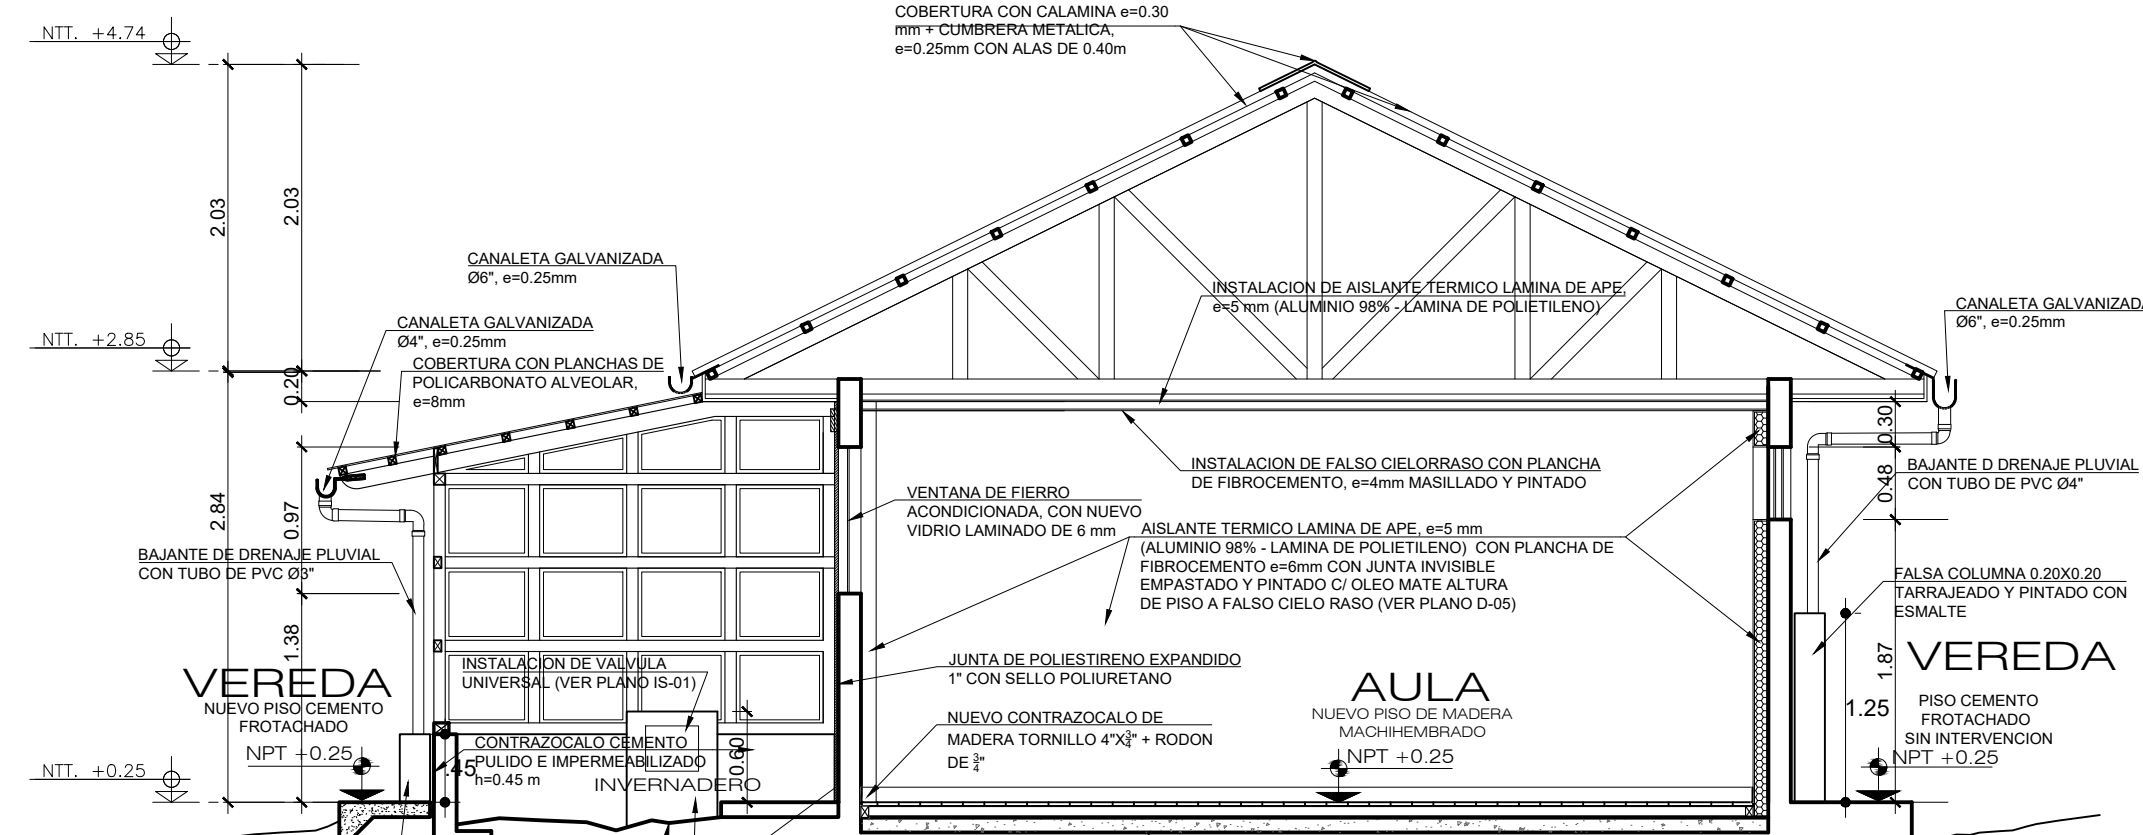 COBERTURA CON CALAMINA e=0.30
mm + CUMBRERA METALICA,
e=0.25mm CON ALAS DE 0.40m
NTT. +4.74
2.03
2.03
CANALETA GALVANIZADA
Ø6", e=0.25mm
INSTALACION DE AISLANTE TERMICO LAMINA DE APE,
e=5 mm (ALUMINIO 98% - LAMINA DE POLIETILENO)
CANALETA GALVANIZADA
Ø6", e=0.25mm
CANALETA GALVANIZADA
Ø4", e=0.25mm
NTT. +2.85
COBERTURA CON PLANCHAS DE
POLICARBONATO ALVEOLAR,
e=8mm
0.20
0.30
INSTALACION DE FALSO CIELORRASO CON PLANCHA
DE FIBROCEMENTO, e=4mm MASILLADO Y PINTADO
BAJANTE D DRENAJE PLUVIAL
CON TUBO DE PVC Ø4"
0.48
VENTANA DE FIERRO
ACONDICIONADA, CON NUEVO
VIDRIO LAMINADO DE 6 mm
2.84
0.97
AISLANTE TERMICO LAMINA DE APE, e=5 mm
(ALUMINIO 98% - LAMINA DE POLIETILENO) CON PLANCHA DE
FIBROCEMENTO e=6mm CON JUNTA INVISIBLE
EMPASTADO Y PINTADO C/ OLEO MATE ALTURA
DE PISO A FALSO CIELO RASO (VER PLANO D-05)
BAJANTE DE DRENAJE PLUVIAL
CON TUBO DE PVC Ø3"
FALSA COLUMNA 0.20X0.20
TARRAJEADO Y PINTADO CON
ESMALTE
1.38
1.87
VEREDA
NUEVO PISO CEMENTO
FROTACHADO
NPT +0.25
INSTALACION DE VALVULA
UNIVERSAL (VER PLANO IS-01)
JUNTA DE POLIESTIRENO EXPANDIDO
1" CON SELLO POLIURETANO
AULA
NUEVO PISO DE MADERA
MACHIHEMBRADO
NPT +0.25
VEREDA
PISO CEMENTO
FROTACHADO
SIN INTERVENCION
NPT +0.25
1.25
NUEVO CONTRAZOCALO DE
MADERA TORNILLO 4"X¾" + RODON
DE ¾"
CONTRAZOCALO CEMENTO
PULIDO E IMPERMEABILIZADO
h=0.45 m
.45
0.60
INVERNADERO
NTT. +0.25